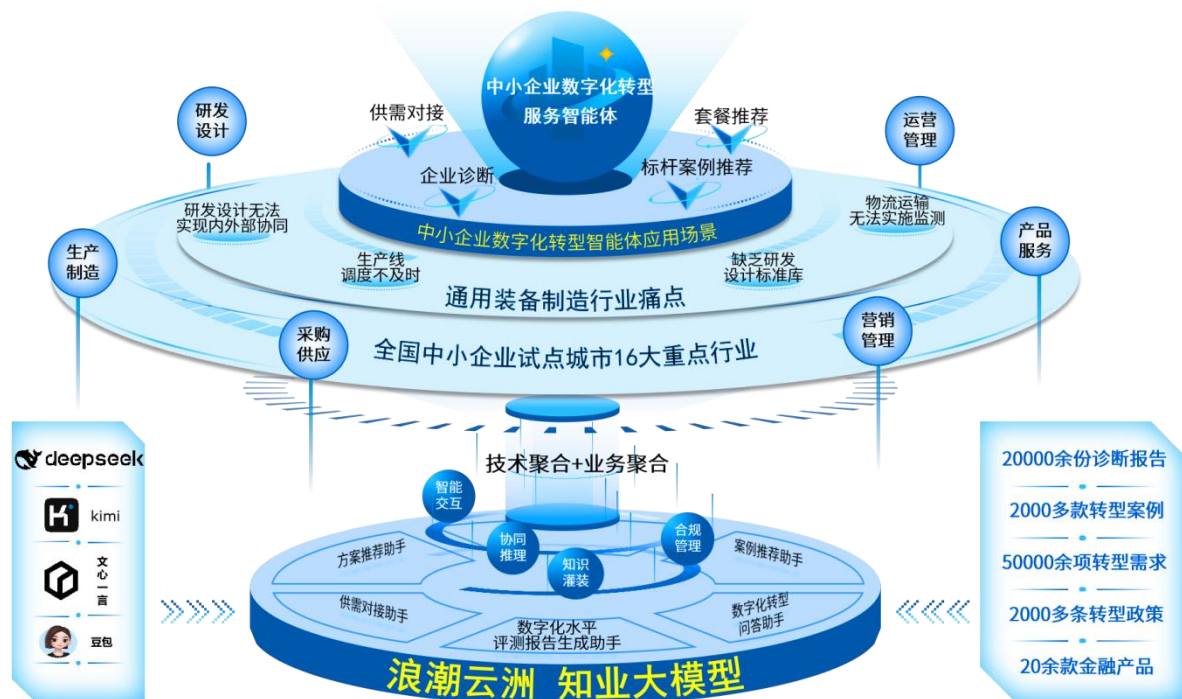 中小企业数字化转型
服务智能体
供需对接
套餐推荐
企业诊断
标杆案例推荐
中小企业数字化转型智能体应用场景
研发
设计
运营
管理
研发设计无法
实现内外部协同
物流运输
无法实施监测
生产
制造
产品
服务
生产线
调度不及时
缺乏研发
设计标准库
通用装备制造行业痛点
采购
供应
营销
管理
全国中小企业试点城市16大重点行业
deepseek
kimi
文心一言
豆包
技术聚合+业务聚合
智能
交互
协同
推理
知识
灌装
合规
管理
方案推荐助手
案例推荐助手
供需对接助手
数字化水平
评测报告生成助手
数字化转型
问答助手
浪潮云洲 知业大模型
20000余份诊断报告
2000多款转型案例
50000余项转型需求
2000多条转型政策
20余款金融产品